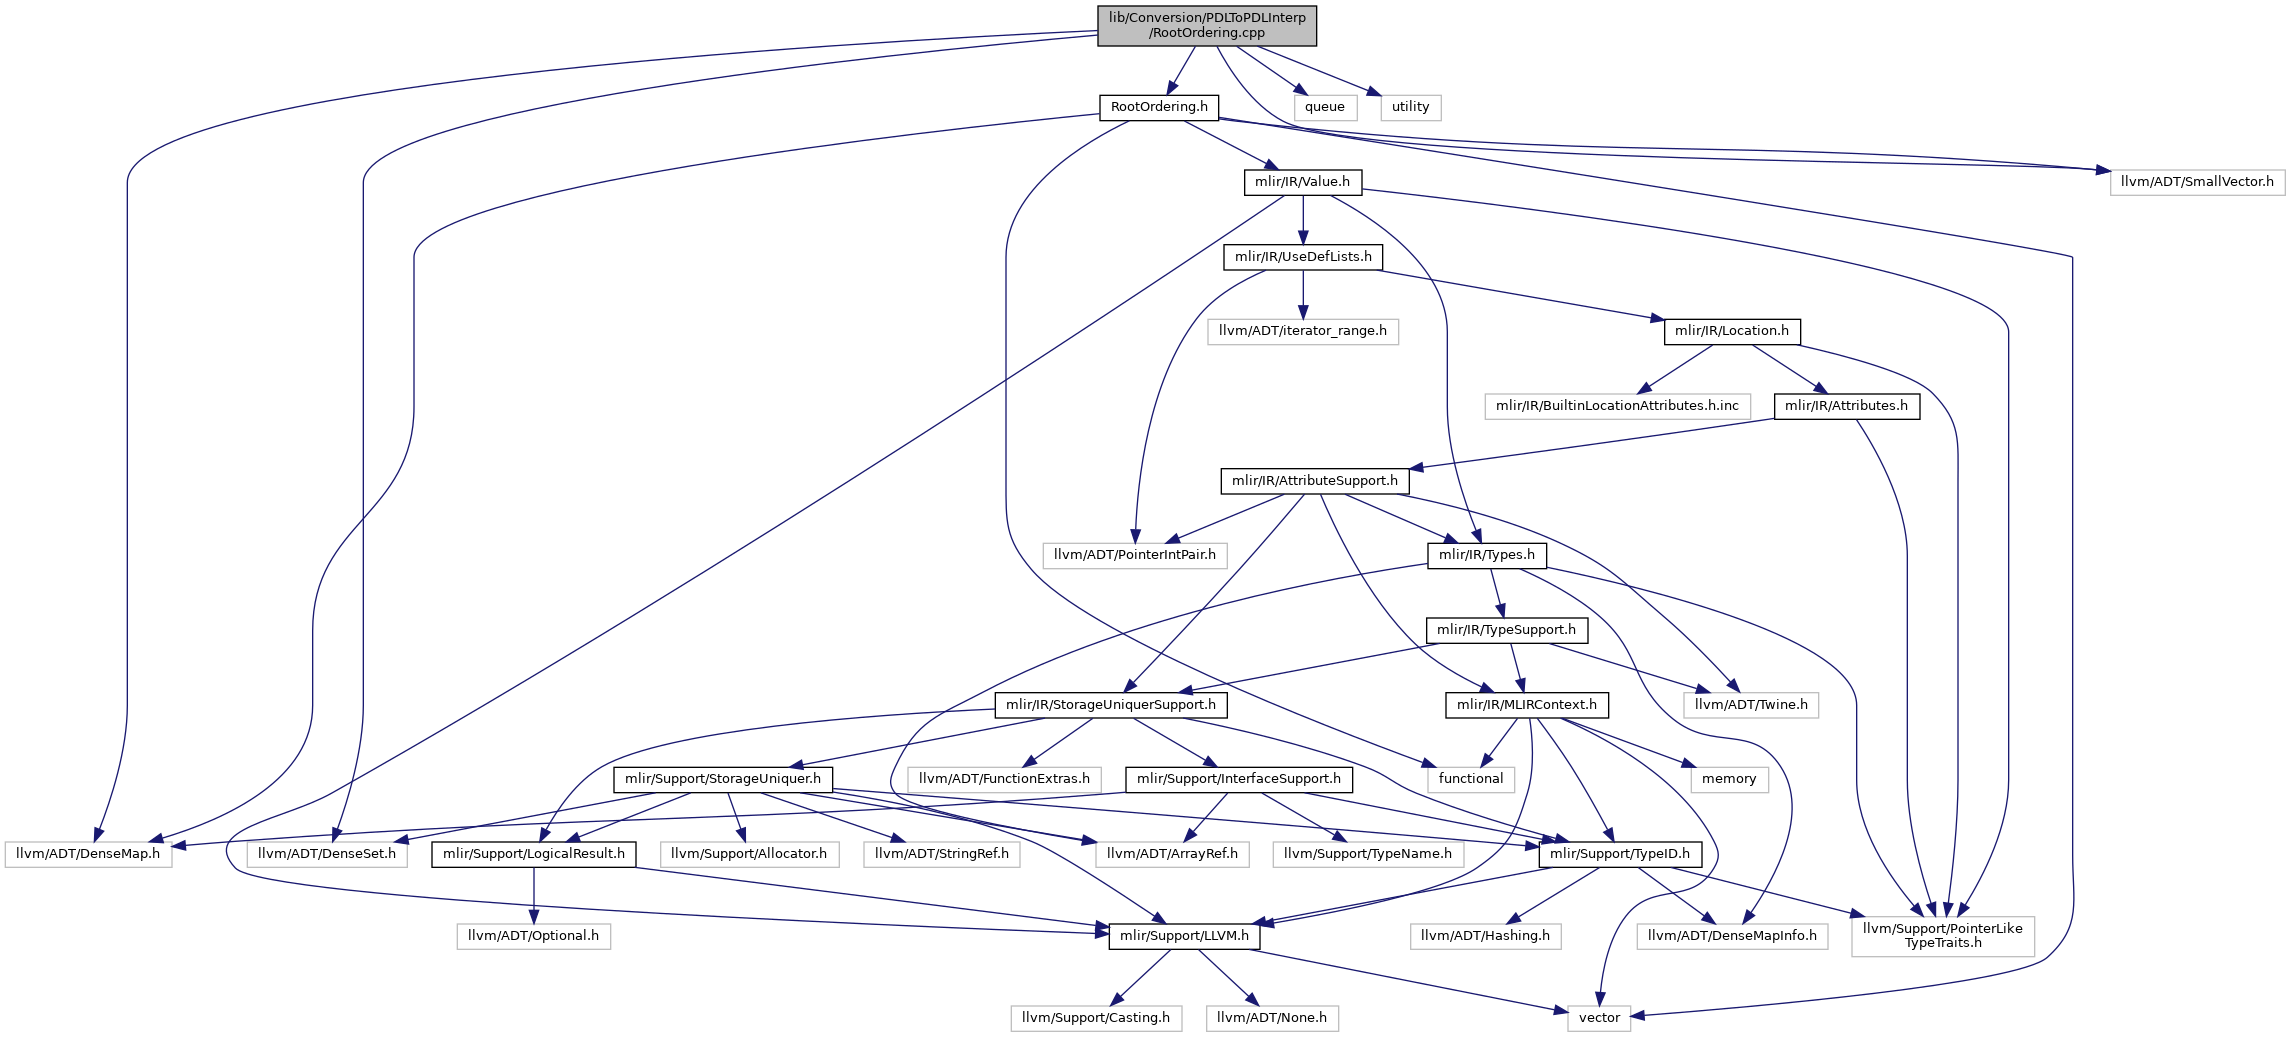 lib/Conversion/PDLToPDLInterp
/RootOrdering.cpp
RootOrdering.h
queue
utility
mlir/IR/Value.h
llvm/ADT/SmallVector.h
mlir/IR/UseDefLists.h
llvm/ADT/iterator_range.h
mlir/IR/Location.h
mlir/IR/BuiltinLocationAttributes.h.inc
mlir/IR/Attributes.h
mlir/IR/AttributeSupport.h
llvm/ADT/PointerIntPair.h
mlir/IR/Types.h
mlir/IR/TypeSupport.h
mlir/IR/StorageUniquerSupport.h
mlir/IR/MLIRContext.h
llvm/ADT/Twine.h
mlir/Support/StorageUniquer.h
llvm/ADT/FunctionExtras.h
mlir/Support/InterfaceSupport.h
functional
memory
llvm/ADT/DenseMap.h
llvm/ADT/DenseSet.h
mlir/Support/LogicalResult.h
llvm/Support/Allocator.h
llvm/ADT/StringRef.h
llvm/ADT/ArrayRef.h
llvm/Support/TypeName.h
mlir/Support/TypeID.h
llvm/ADT/Optional.h
mlir/Support/LLVM.h
llvm/ADT/Hashing.h
llvm/ADT/DenseMapInfo.h
llvm/Support/PointerLike
TypeTraits.h
llvm/Support/Casting.h
llvm/ADT/None.h
vector